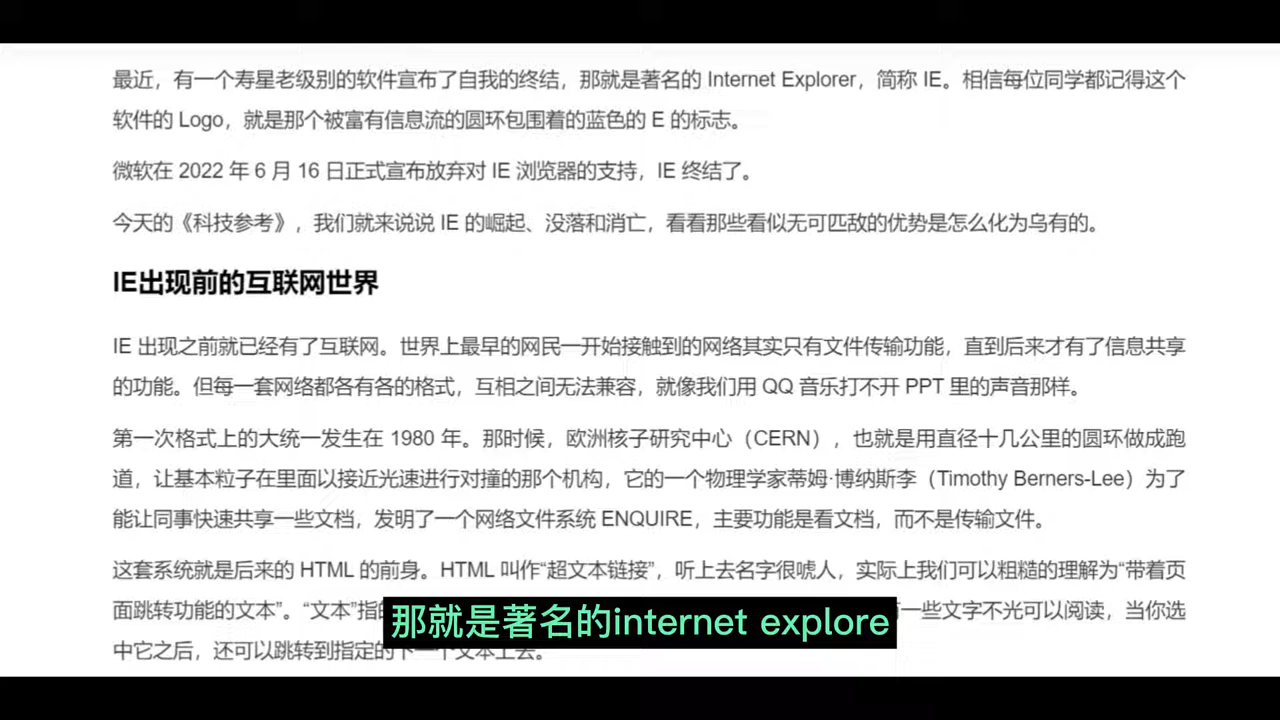 最近，有一个寿星老级别的软件宣布了自我的终结，那就是著名的 Internet Explorer，简称 IE。相信每位同学都记得这个
软件的 Logo，就是那个被富有信息流的圆环包围着的蓝色的 E 的标志。
微软在 2022 年 6 月 16 日正式宣布放弃对 IE 浏览器的支持，IE 终结了。
今天的《科技参考》，我们就来说说 IE 的崛起、没落和消亡，看看那些看似无可匹敌的优势是怎么化为乌有的。
IE出现前的互联网世界
IE 出现之前就已经有了互联网。世界上最早的网民一开始接触到的网络其实只有文件传输功能，直到后来才有了信息共享
的功能。但每一套网络都各有各的格式，互相之间无法兼容，就像我们用 QQ 音乐打不开 PPT 里的声音那样。
第一次格式上的大统一发生在 1980 年。那时候，欧洲核子研究中心（CERN），也就是用直径十几公里的圆环做成跑
道，让基本粒子在里面以接近光速进行对撞的那个机构，它的一个物理学家蒂姆·博纳斯李（Timothy Berners-Lee）为了
能让同事快速共享一些文档，发明了一个网络文件系统 ENQUIRE，主要功能是看文档，而不是传输文件。
这套系统就是后来的 HTML 的前身。HTML 叫作“超文本链接”，听上去名字很唬人，实际上我们可以粗糙的理解为“带着页
面跳转功能的文本”。“文本”指的 一些文字不光可以阅读，当你选
中它之后，还可以跳转到指定的下一个文本上去。
那就是著名的internet explore